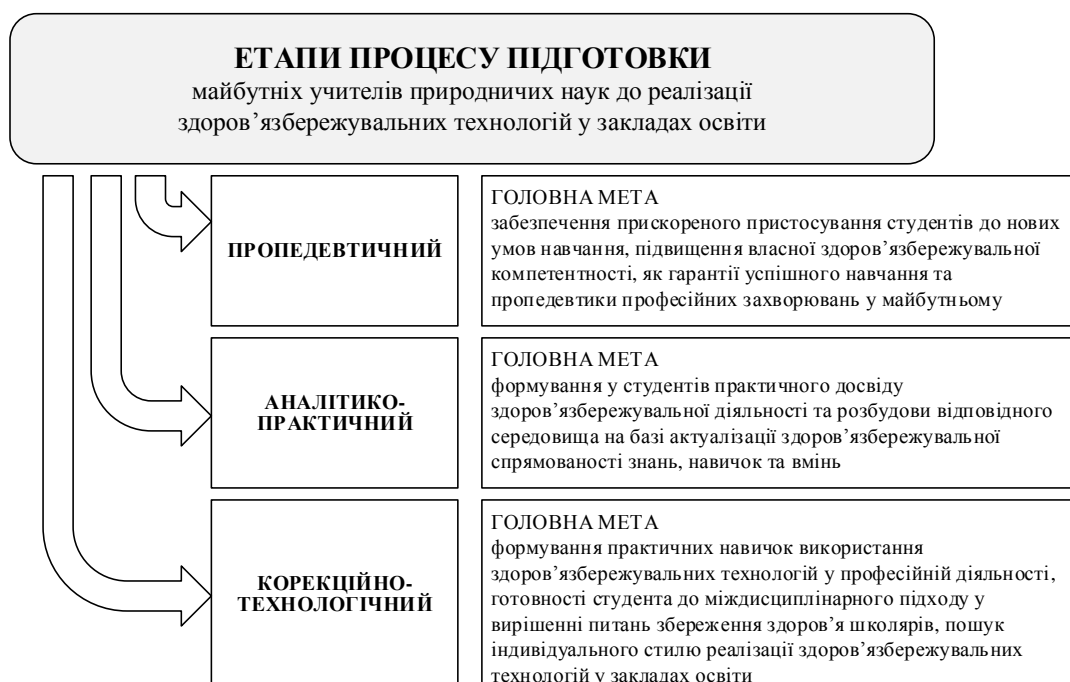 ЕТАПИ ПРОЦЕСУ ПІДГОТОВКИ
майбутніх учителів природничих наук до реалізації
здоров’язбережувальних технологій у закладах освіти
ПРОПЕДЕВТИЧНИЙ
ГОЛОВНА МЕТА
забезпечення прискореного пристосування студентів до нових
умов навчання, підвищення власної здоров’язбережувальної
компетентності, як гарантії успішного навчання та
пропедевтики професійних захворювань у майбутньому
АНАЛІТИКО-
ПРАКТИЧНИЙ
ГОЛОВНА МЕТА
формування у студентів практичного досвіду
здоров’язбережувальної діяльності та розбудови відповідного
середовища на базі актуалізації здоров’язбережувальної
спрямованості знань, навичок та вмінь
КОРЕКЦІЙНО-
ТЕХНОЛОГІЧНИЙ
ГОЛОВНА МЕТА
формування практичних навичок використання
здоров’язбережувальних технологій у професійній діяльності,
готовності студента до міждисциплінарного підходу у
вирішенні питань збереження здоров’я школярів, пошук
індивідуального стилю реалізації здоров’язбережувальних
технологій у закладах освіти